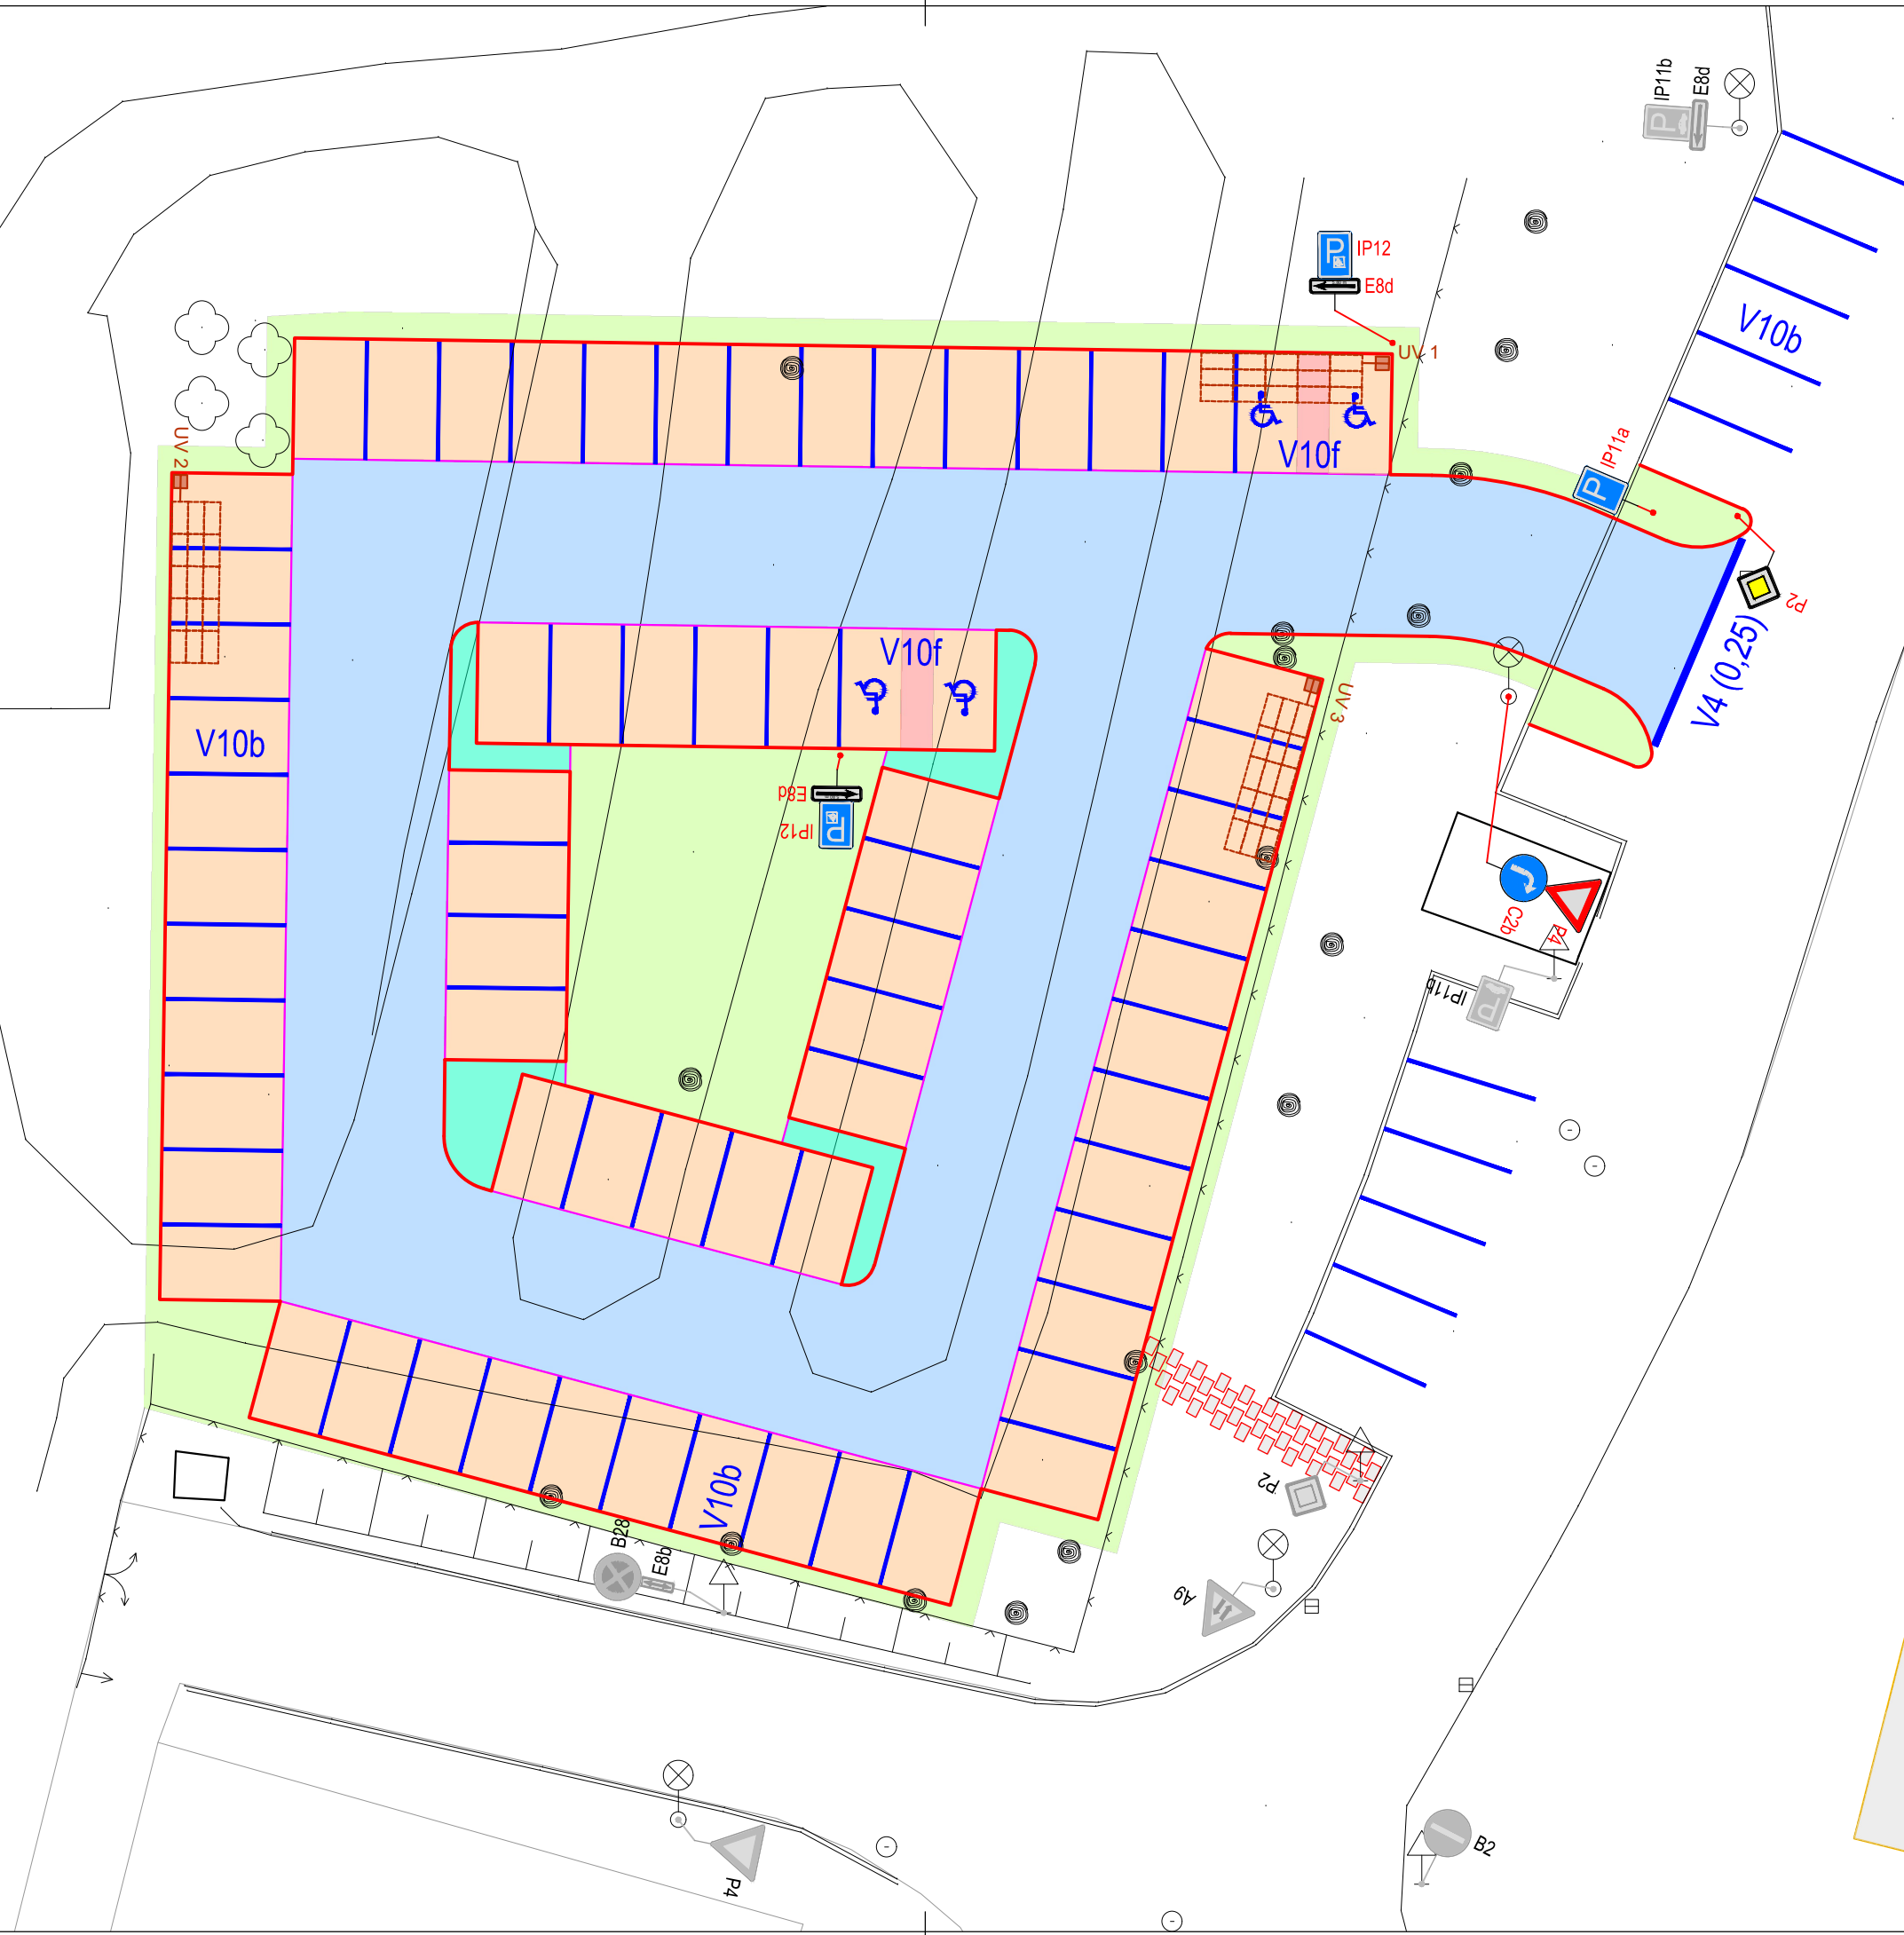 IP11b
E8d
P
IP12
E8d
P
V10b
UV 1
IP11a
P
V10f
UV 2
P2
V4 (0,25)
V10f
UV 3
V10b
E8d
IP12
P
C2b
P4
IP11b
P
V10b
P2
B28
E8b
A9
P4
B2